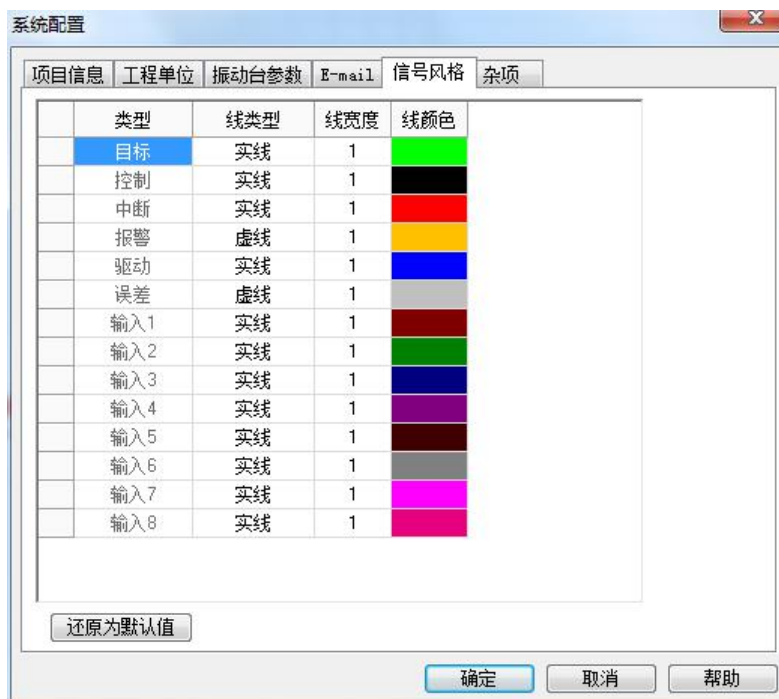 系统配置
项目信息 工程单位 振动台参数 E-mail 信号风格 杂项
类型 线类型 线宽度 线颜色
目标 实线 1
控制 实线 1
中断 实线 1
报警 虚线 1
驱动 实线 1
误差 虚线 1
输入1 实线 1
输入2 实线 1
输入3 实线 1
输入4 实线 1
输入5 实线 1
输入6 实线 1
输入7 实线 1
输入8 实线 1
还原为默认值
确定 取消 帮助